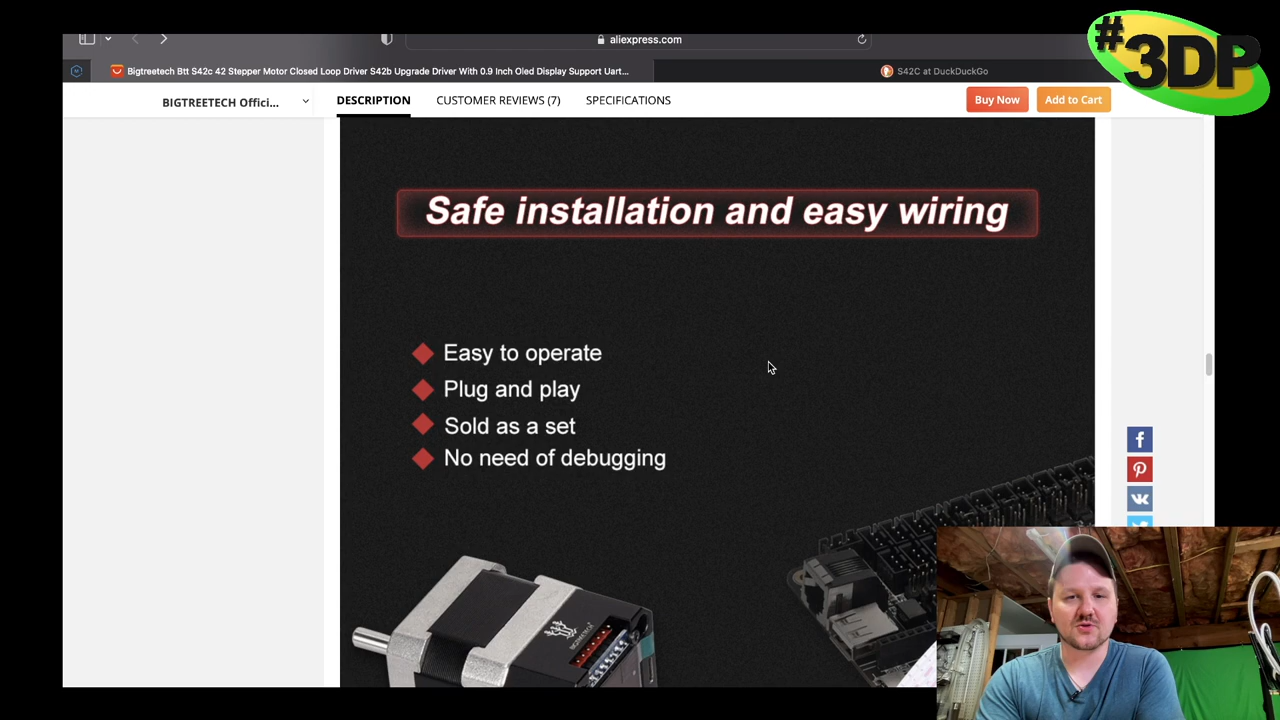 #3DP
aliexpress.com
Bigtreetech Btt S42c 42 Stepper Motor Closed Loop Driver S42b Upgrade Driver With 0.9 Inch Oled Display Support Uart...
S42C at DuckDuckGo
BIGTREETECH Offici...
DESCRIPTION
CUSTOMER REVIEWS (7)
SPECIFICATIONS
Buy Now
Add to Cart
Safe installation and easy wiring
Easy to operate
Plug and play
Sold as a set
No need of debugging